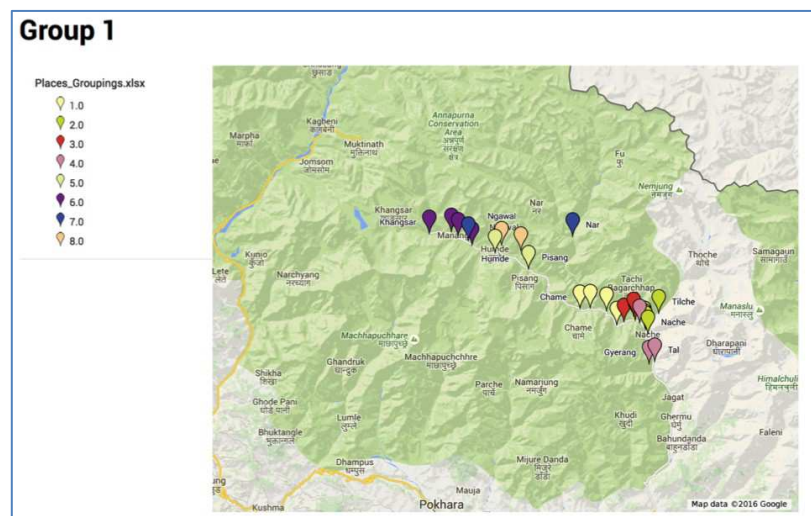 Group 1
Places_Groupings.xlsx
1.0
2.0
3.0
4.0
5.0
6.0
7.0
8.0
Kagbeni
Marpha
मार्फा
Muktinath
मुक्तिनाथ
Jomsom
जोमसोम
Annapurna
Conservation
Area
Fu
फु
Nemjung
Nar
नर
Khangsar
Khangsar
Ngawal
Nar
Manang
Humde
Humde
Pisang
Pisang
पिसाग
Thoche
थोचे
Samagaun
Kunjo
कुंजो
Lete
लेते
Narchyang
नरच्याग
Tachi
Bagarchhap
Chame
Chame
चामे
Tilche
Nache
Nache
Manaslu
मनास्लु
Machhapuchhare
माछापुच्छ्रे
Gyerang
Tal
Dharapani
धारापानी
Ghandruk
घान्द्रुक
Machhapuchchhre
माछापुच्छ्रे
Shikha
शिखा
Parche
पार्चे
Namarjung
नमर्जुग
Himalchuli
Ghode Pani
घोडे पानी
Jagat
Lumle
लुम्ले
Khudi
खुदी
Ghermu
घेर्मु
Faleni
Bhuktangle
Bahundanda
बाहुनडाँडा
Dhampus
धम्पुस
Mijure Danda
मिजुरे
डाँडा
ung
Mauja
Kushma
Pokhara
Map data ©2016 Google